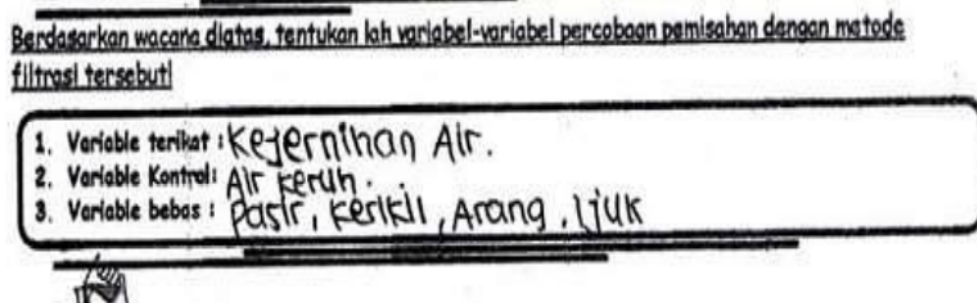 Berdasarkan wacana diatas, tentukan lah variabel-variabel percobaan pemisahan dengan metode
filtrasi tersebut!
1. Variable terikat : Kejernihan Air.
2. Variable Kontrol: Air keruh.
3. Variable bebas : Pasir, kerikil, Arang, ijuk